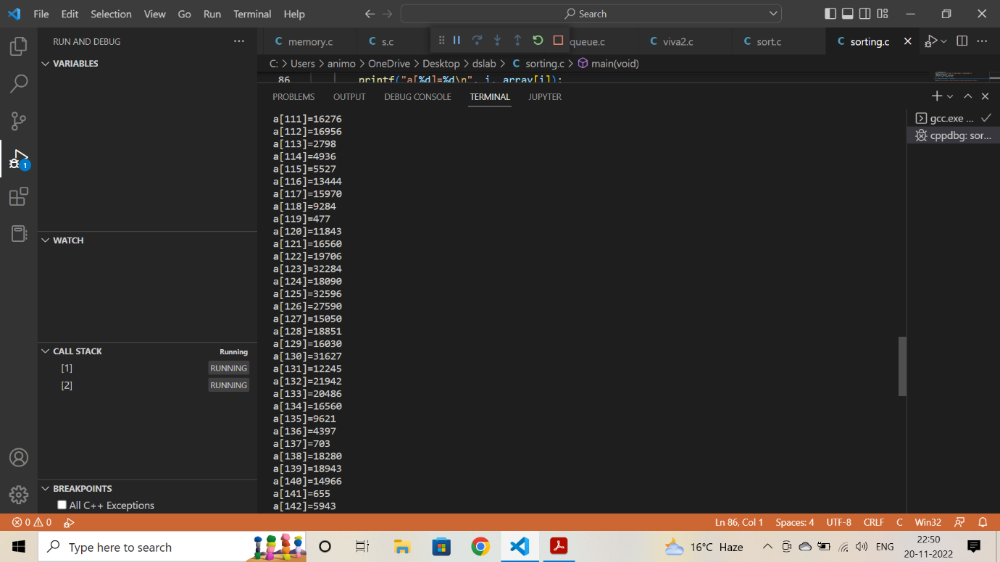 File Edit Selection View Go Run Terminal Help
Search
RUN AND DEBUG
memory.c
s.c
queue.c
viva2.c
sort.c
sorting.c
C: > Users > animo > OneDrive > Desktop > dslab > C sorting.c > main(void)
86 printf("a[%d]=%d\n", i, array[i]);
VARIABLES
WATCH
CALL STACK
Running
[1] RUNNING
[2] RUNNING
BREAKPOINTS
All C++ Exceptions
PROBLEMS OUTPUT DEBUG CONSOLE TERMINAL JUPYTER
a[111]=16276
a[112]=16956
a[113]=2798
a[114]=4936
a[115]=5527
a[116]=13444
a[117]=15970
a[118]=9284
a[119]=477
a[120]=11843
a[121]=16560
a[122]=19706
a[123]=32284
a[124]=18090
a[125]=32596
a[126]=27590
a[127]=15050
a[128]=18851
a[129]=16030
a[130]=31627
a[131]=12245
a[132]=21942
a[133]=20486
a[134]=16560
a[135]=9621
a[136]=4397
a[137]=703
a[138]=18280
a[139]=18943
a[140]=14966
a[141]=655
a[142]=5943
gcc.exe ...
cppdbg: sor...
1
0 0
Ln 86, Col 1 Spaces: 4 UTF-8 CRLF C Win32
Type here to search
16°C Haze
ENG
22:50
20-11-2022